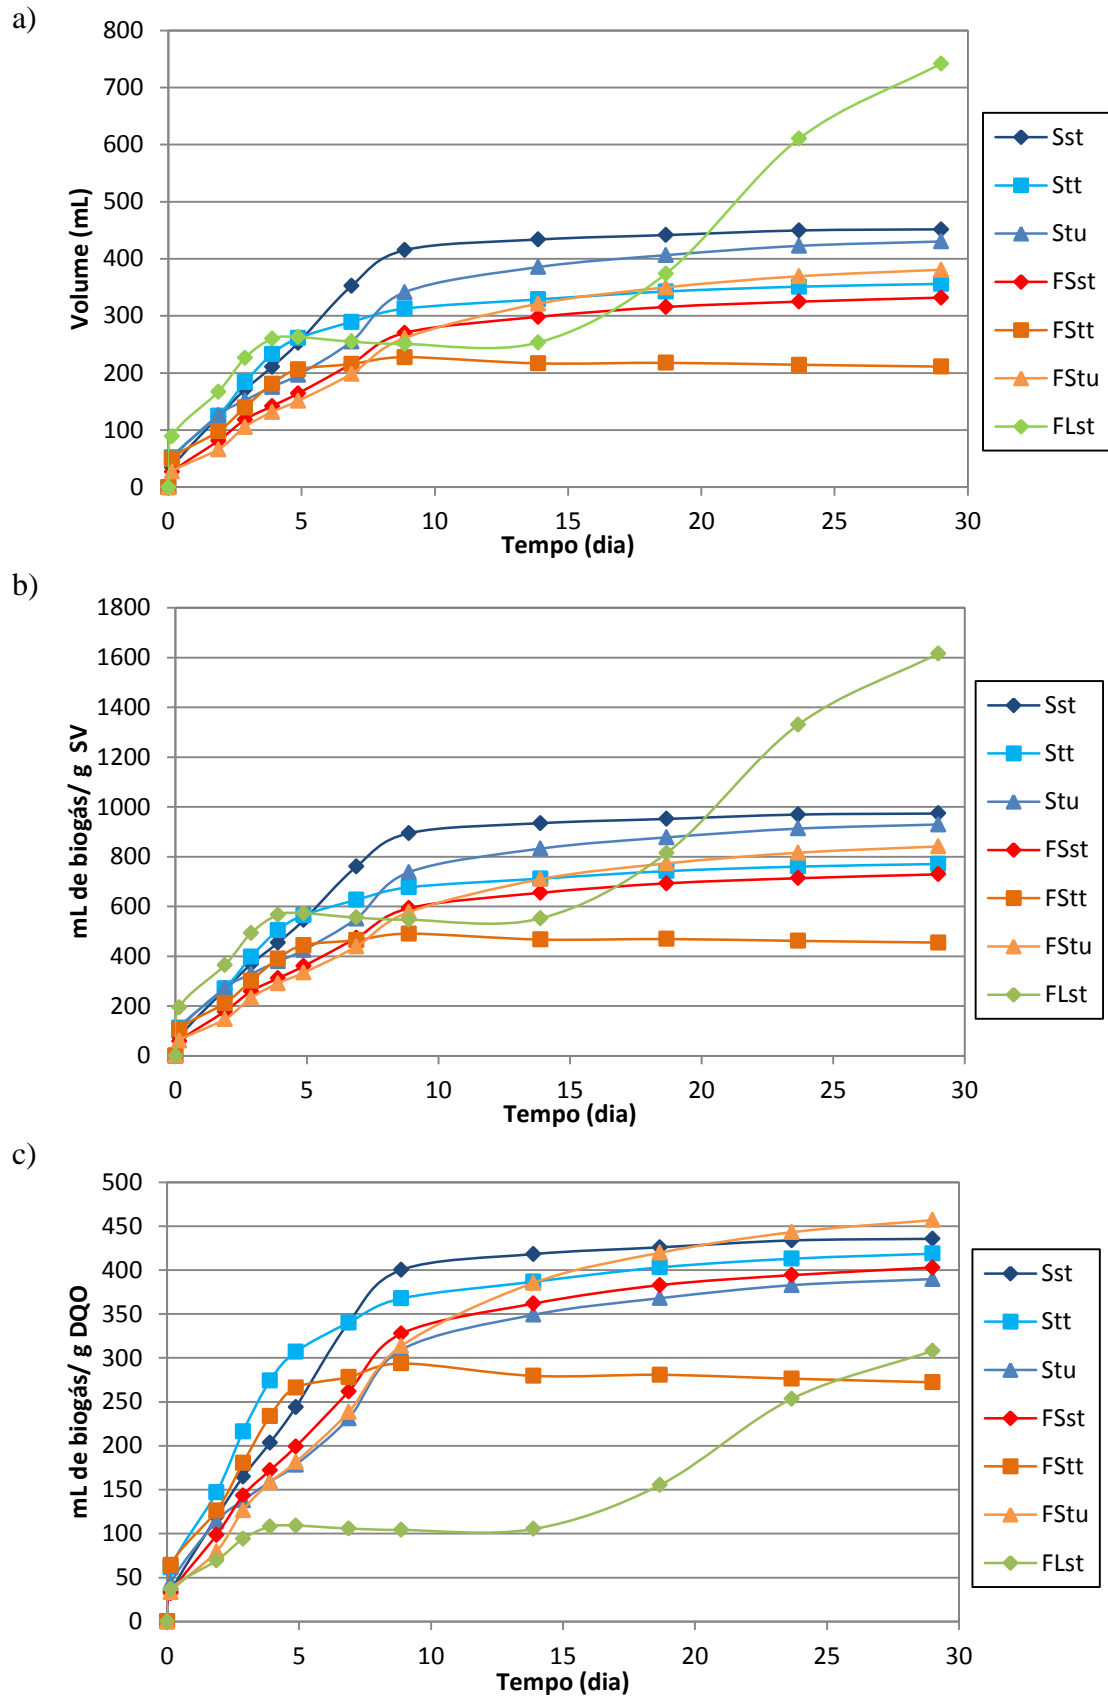 a)
800
700
600
500
400
300
200
100
0
Volume (mL)
0 5 10 15 20 25 30
Tempo (dia)
Sst
Stt
Stu
FSst
FStt
FStu
FLst
b)
1800
1600
1400
1200
1000
800
600
400
200
0
mL de biogás/ g SV
0 5 10 15 20 25 30
Tempo (dia)
Sst
Stt
Stu
FSst
FStt
FStu
FLst
c)
500
450
400
350
300
250
200
150
100
50
0
mL de biogás/ g DQO
0 5 10 15 20 25 30
Tempo (dia)
Sst
Stt
Stu
FSst
FStt
FStu
FLst